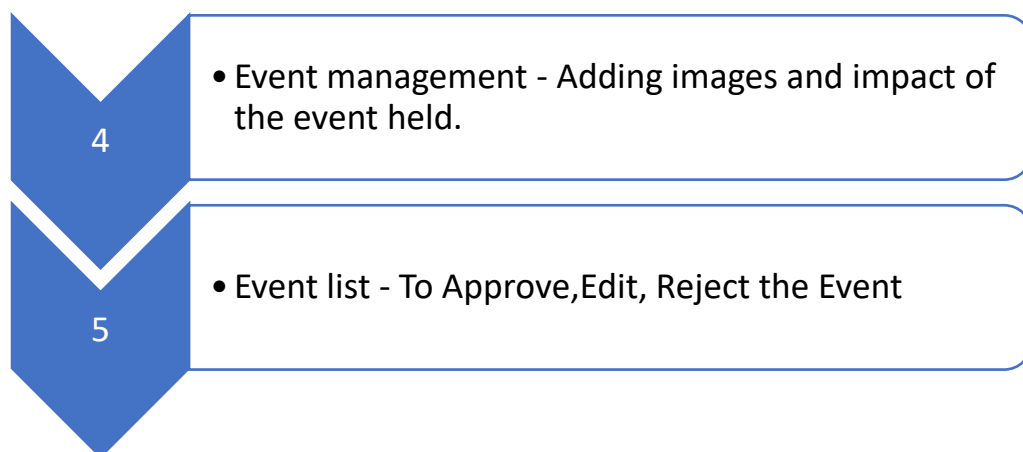 4
• Event management - Adding images and impact of
the event held.
5
• Event list - To Approve,Edit, Reject the Event